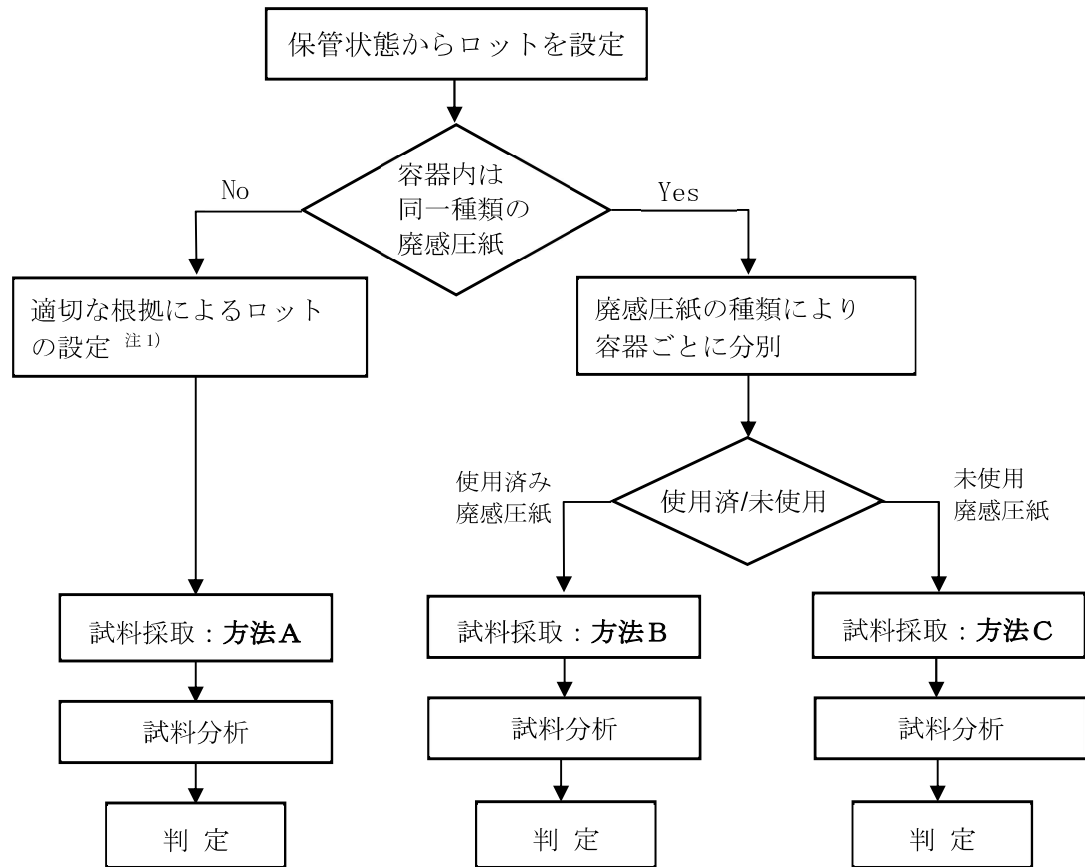 保管状態からロットを設定
容器内は
同一種類の
廃感圧紙
No
Yes
適切な根拠によるロット
の設定 注1)
廃感圧紙の種類により
容器ごとに分別
使用済み
廃感圧紙
使用済/未使用
未使用
廃感圧紙
試料採取：方法A
試料採取：方法B
試料採取：方法C
試料分析
試料分析
試料分析
判 定
判 定
判 定